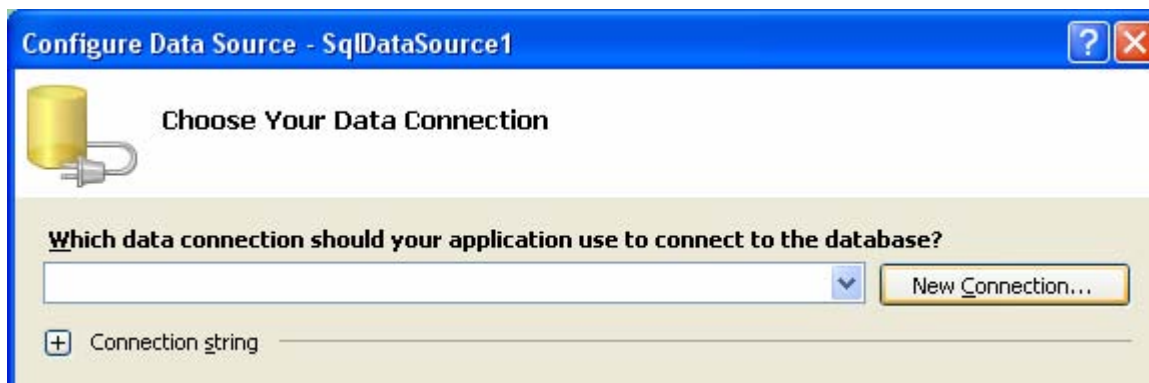 Configure Data Source - SqlDataSource1
Choose Your Data Connection
Which data connection should your application use to connect to the database?
New Connection...
Connection string